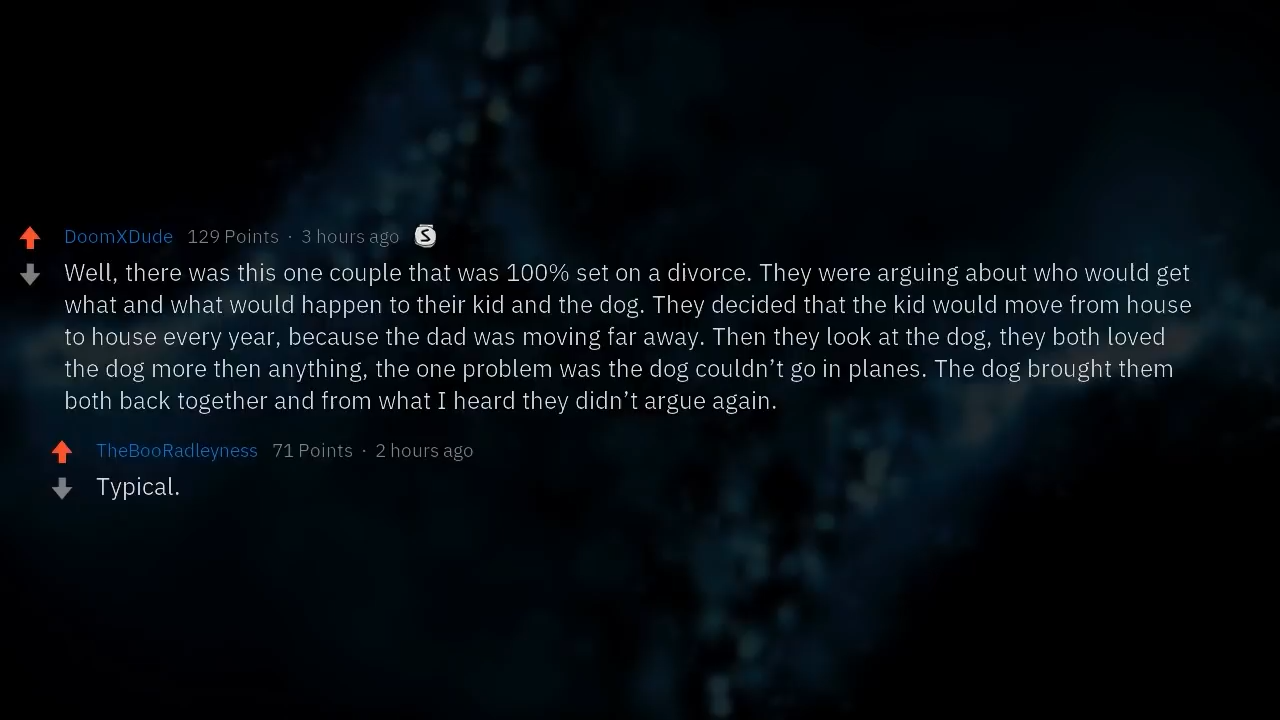 DoomXDude 129 Points · 3 hours ago S
Well, there was this one couple that was 100% set on a divorce. They were arguing about who would get
what and what would happen to their kid and the dog. They decided that the kid would move from house
to house every year, because the dad was moving far away. Then they look at the dog, they both loved
the dog more then anything, the one problem was the dog couldn’t go in planes. The dog brought them
both back together and from what I heard they didn’t argue again.
TheBooRadleyness 71 Points · 2 hours ago
Typical.